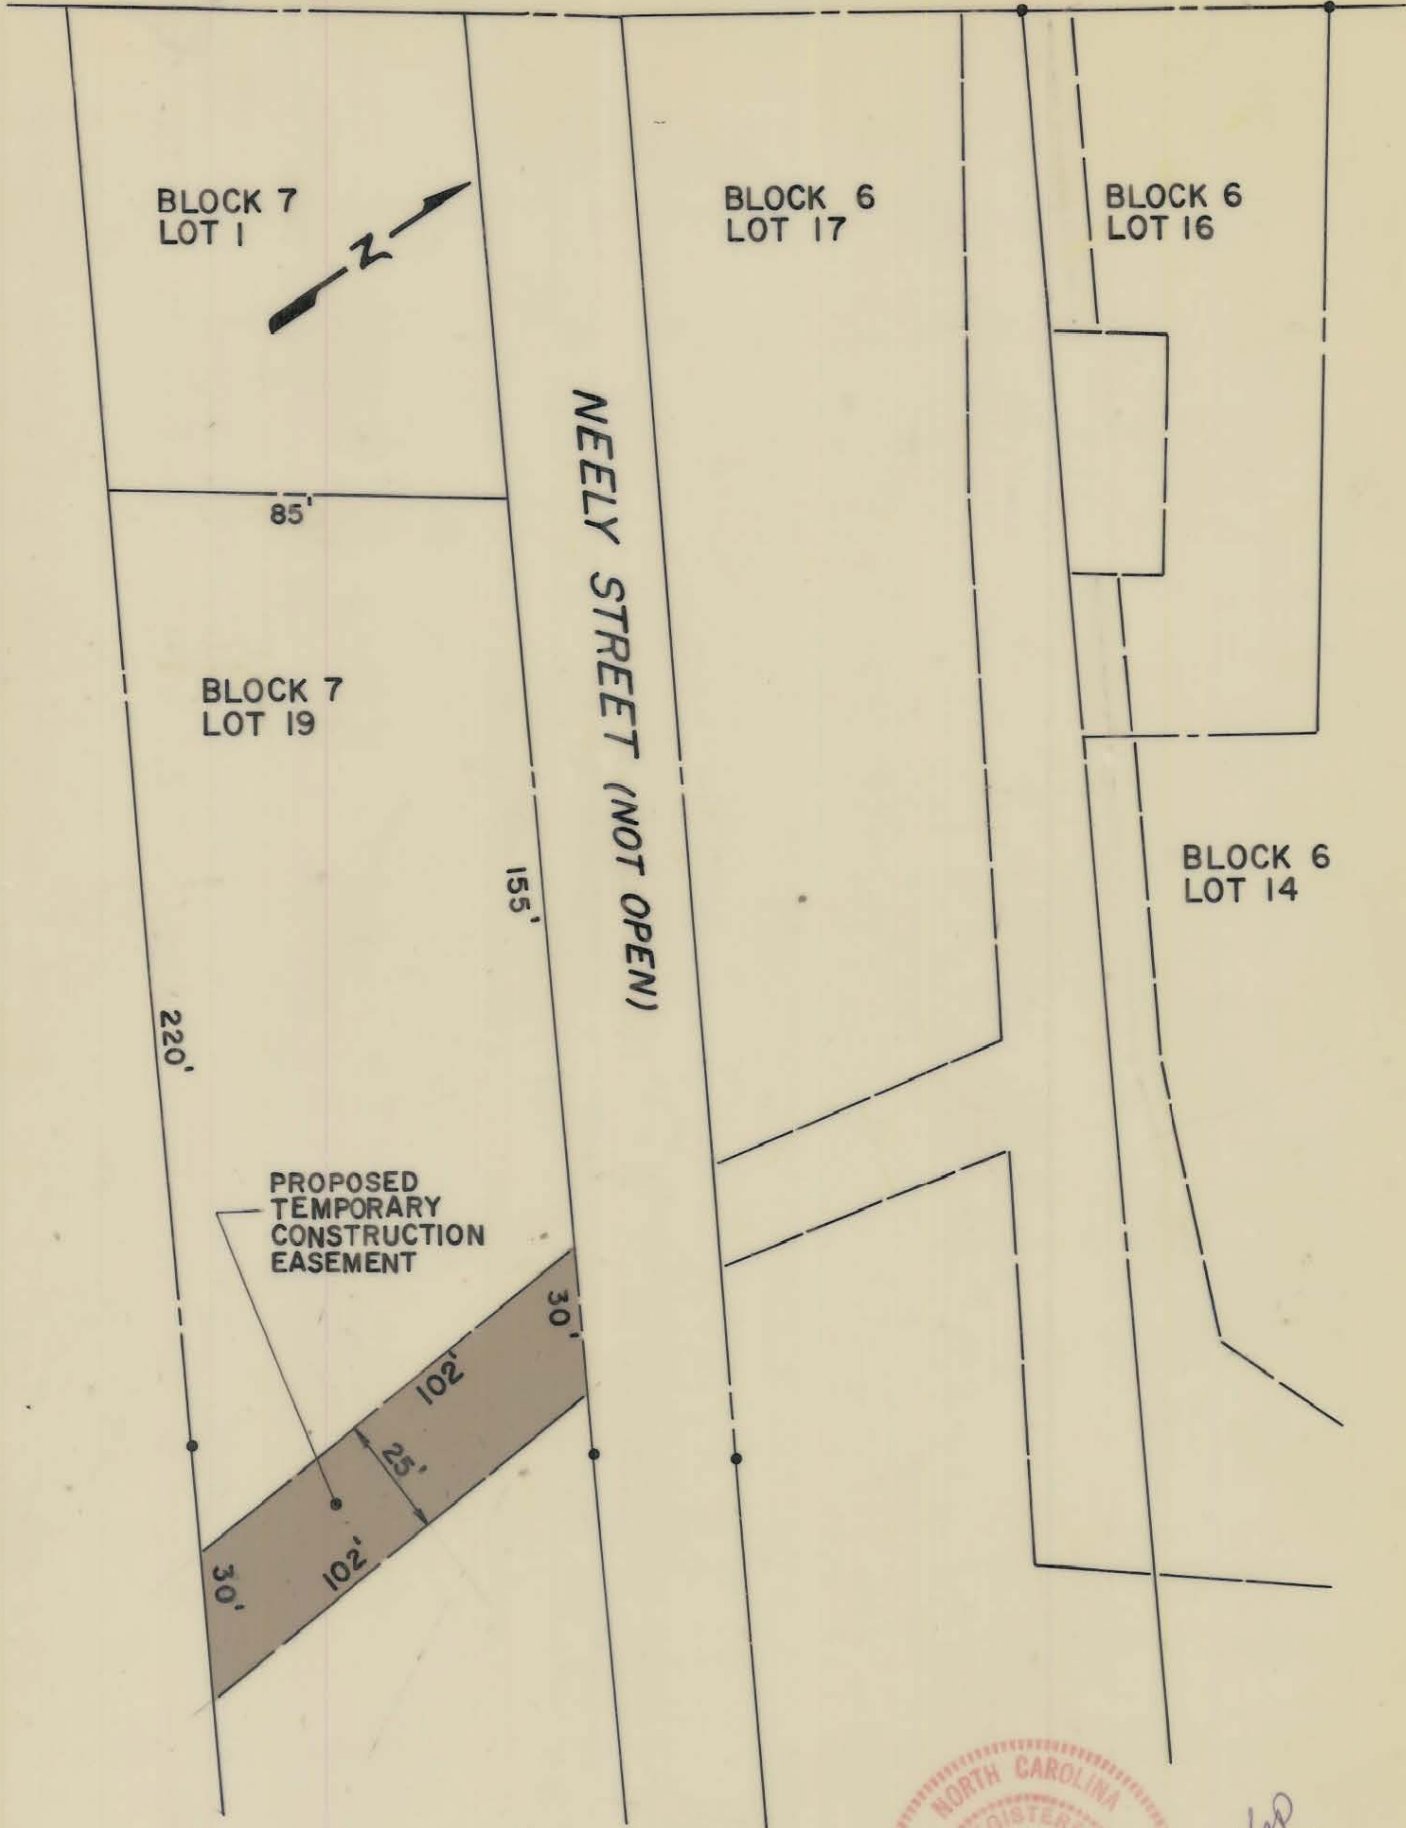 BLOCK 7
LOT 1
N
BLOCK 6
LOT 17
BLOCK 6
LOT 16
NEELY STREET (NOT OPEN)
85'
BLOCK 7
LOT 19
155'
BLOCK 6
LOT 14
220'
PROPOSED
TEMPORARY
CONSTRUCTION
EASEMENT
30'
102'
25'
102'
30'
NORTH CAROLINA